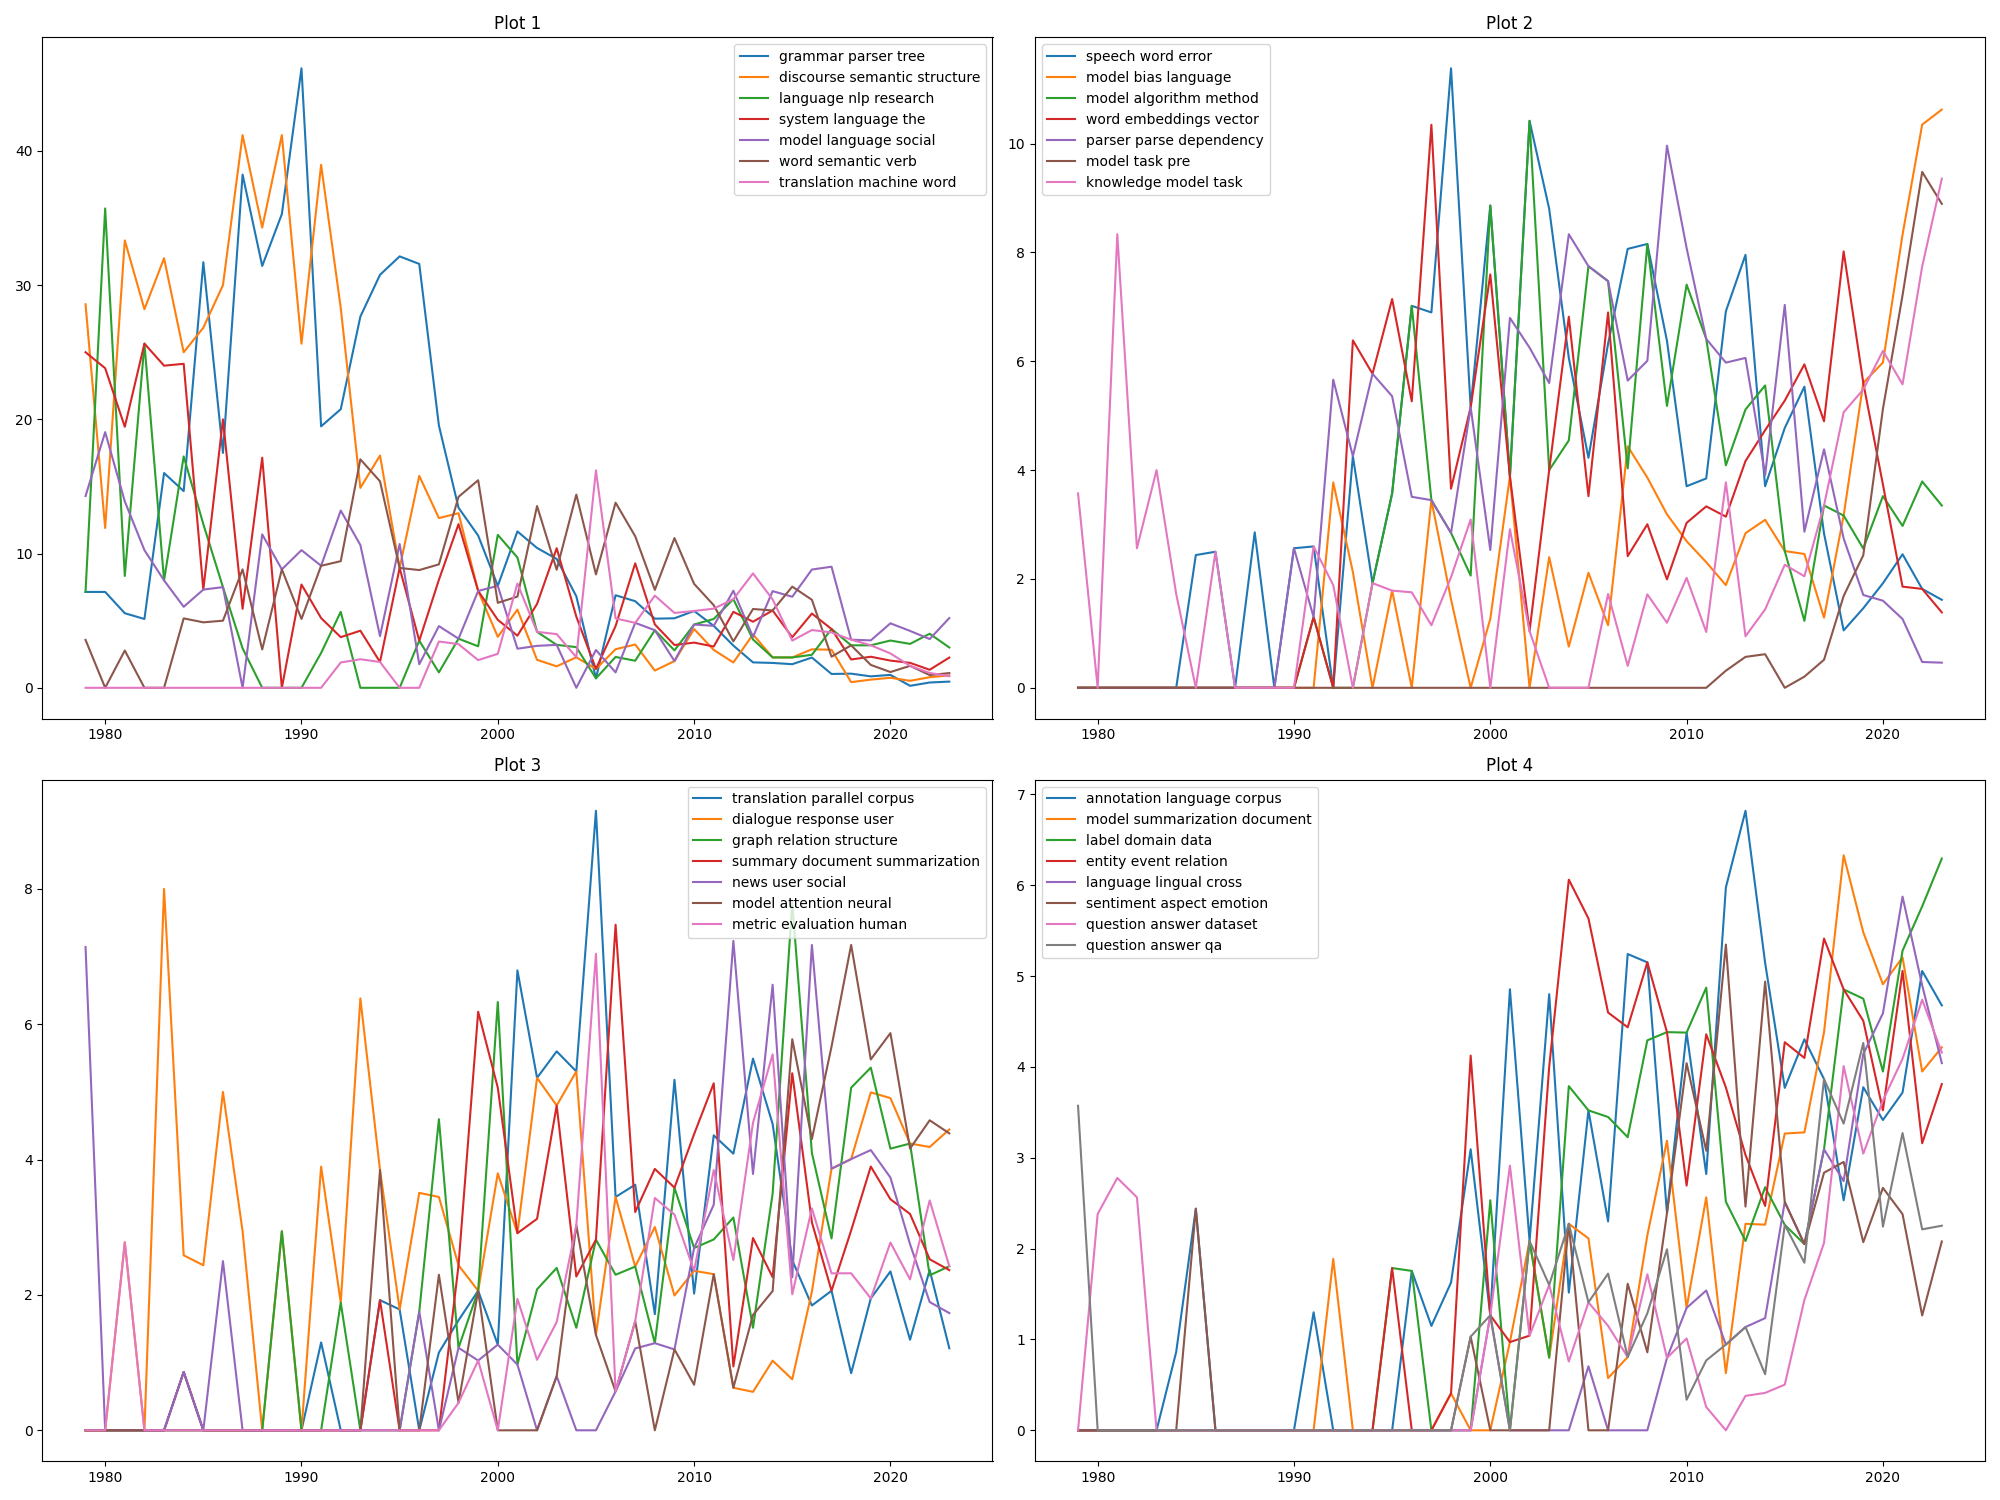 Plot 1
grammar parser tree
discourse semantic structure
language nlp research
system language the
model language social
word semantic verb
translation machine word
40
30
20
10
0
1980
1990
2000
2010
2020
Plot 2
speech word error
model bias language
model algorithm method
word embeddings vector
parser parse dependency
model task pre
knowledge model task
10
8
6
4
2
0
1980
1990
2000
2010
2020
Plot 3
translation parallel corpus
dialogue response user
graph relation structure
summary document summarization
news user social
model attention neural
metric evaluation human
8
6
4
2
0
1980
1990
2000
2010
2020
Plot 4
annotation language corpus
model summarization document
label domain data
entity event relation
language lingual cross
sentiment aspect emotion
question answer dataset
question answer qa
7
6
5
4
3
2
1
0
1980
1990
2000
2010
2020